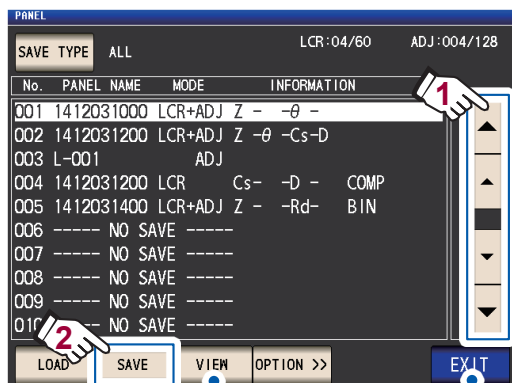 PANEL
SAVE TYPE ALL LCR:04/60 ADJ:004/128
No. PANEL NAME MODE INFORMATION
001 1412031000 LCR+ADJ Z - -θ -
002 1412031200 LCR+ADJ Z -θ -Cs-D
003 L-001 ADJ
004 1412031200 LCR Cs- -D - COMP
005 1412031400 LCR+ADJ Z - -Rd- BIN
006 ----- NO SAVE -----
007 ----- NO SAVE -----
008 ----- NO SAVE -----
009 ----- NO SAVE -----
010 -- NO SAVE -----
1
2
LOAD SAVE VIEW OPTION >> EXIT